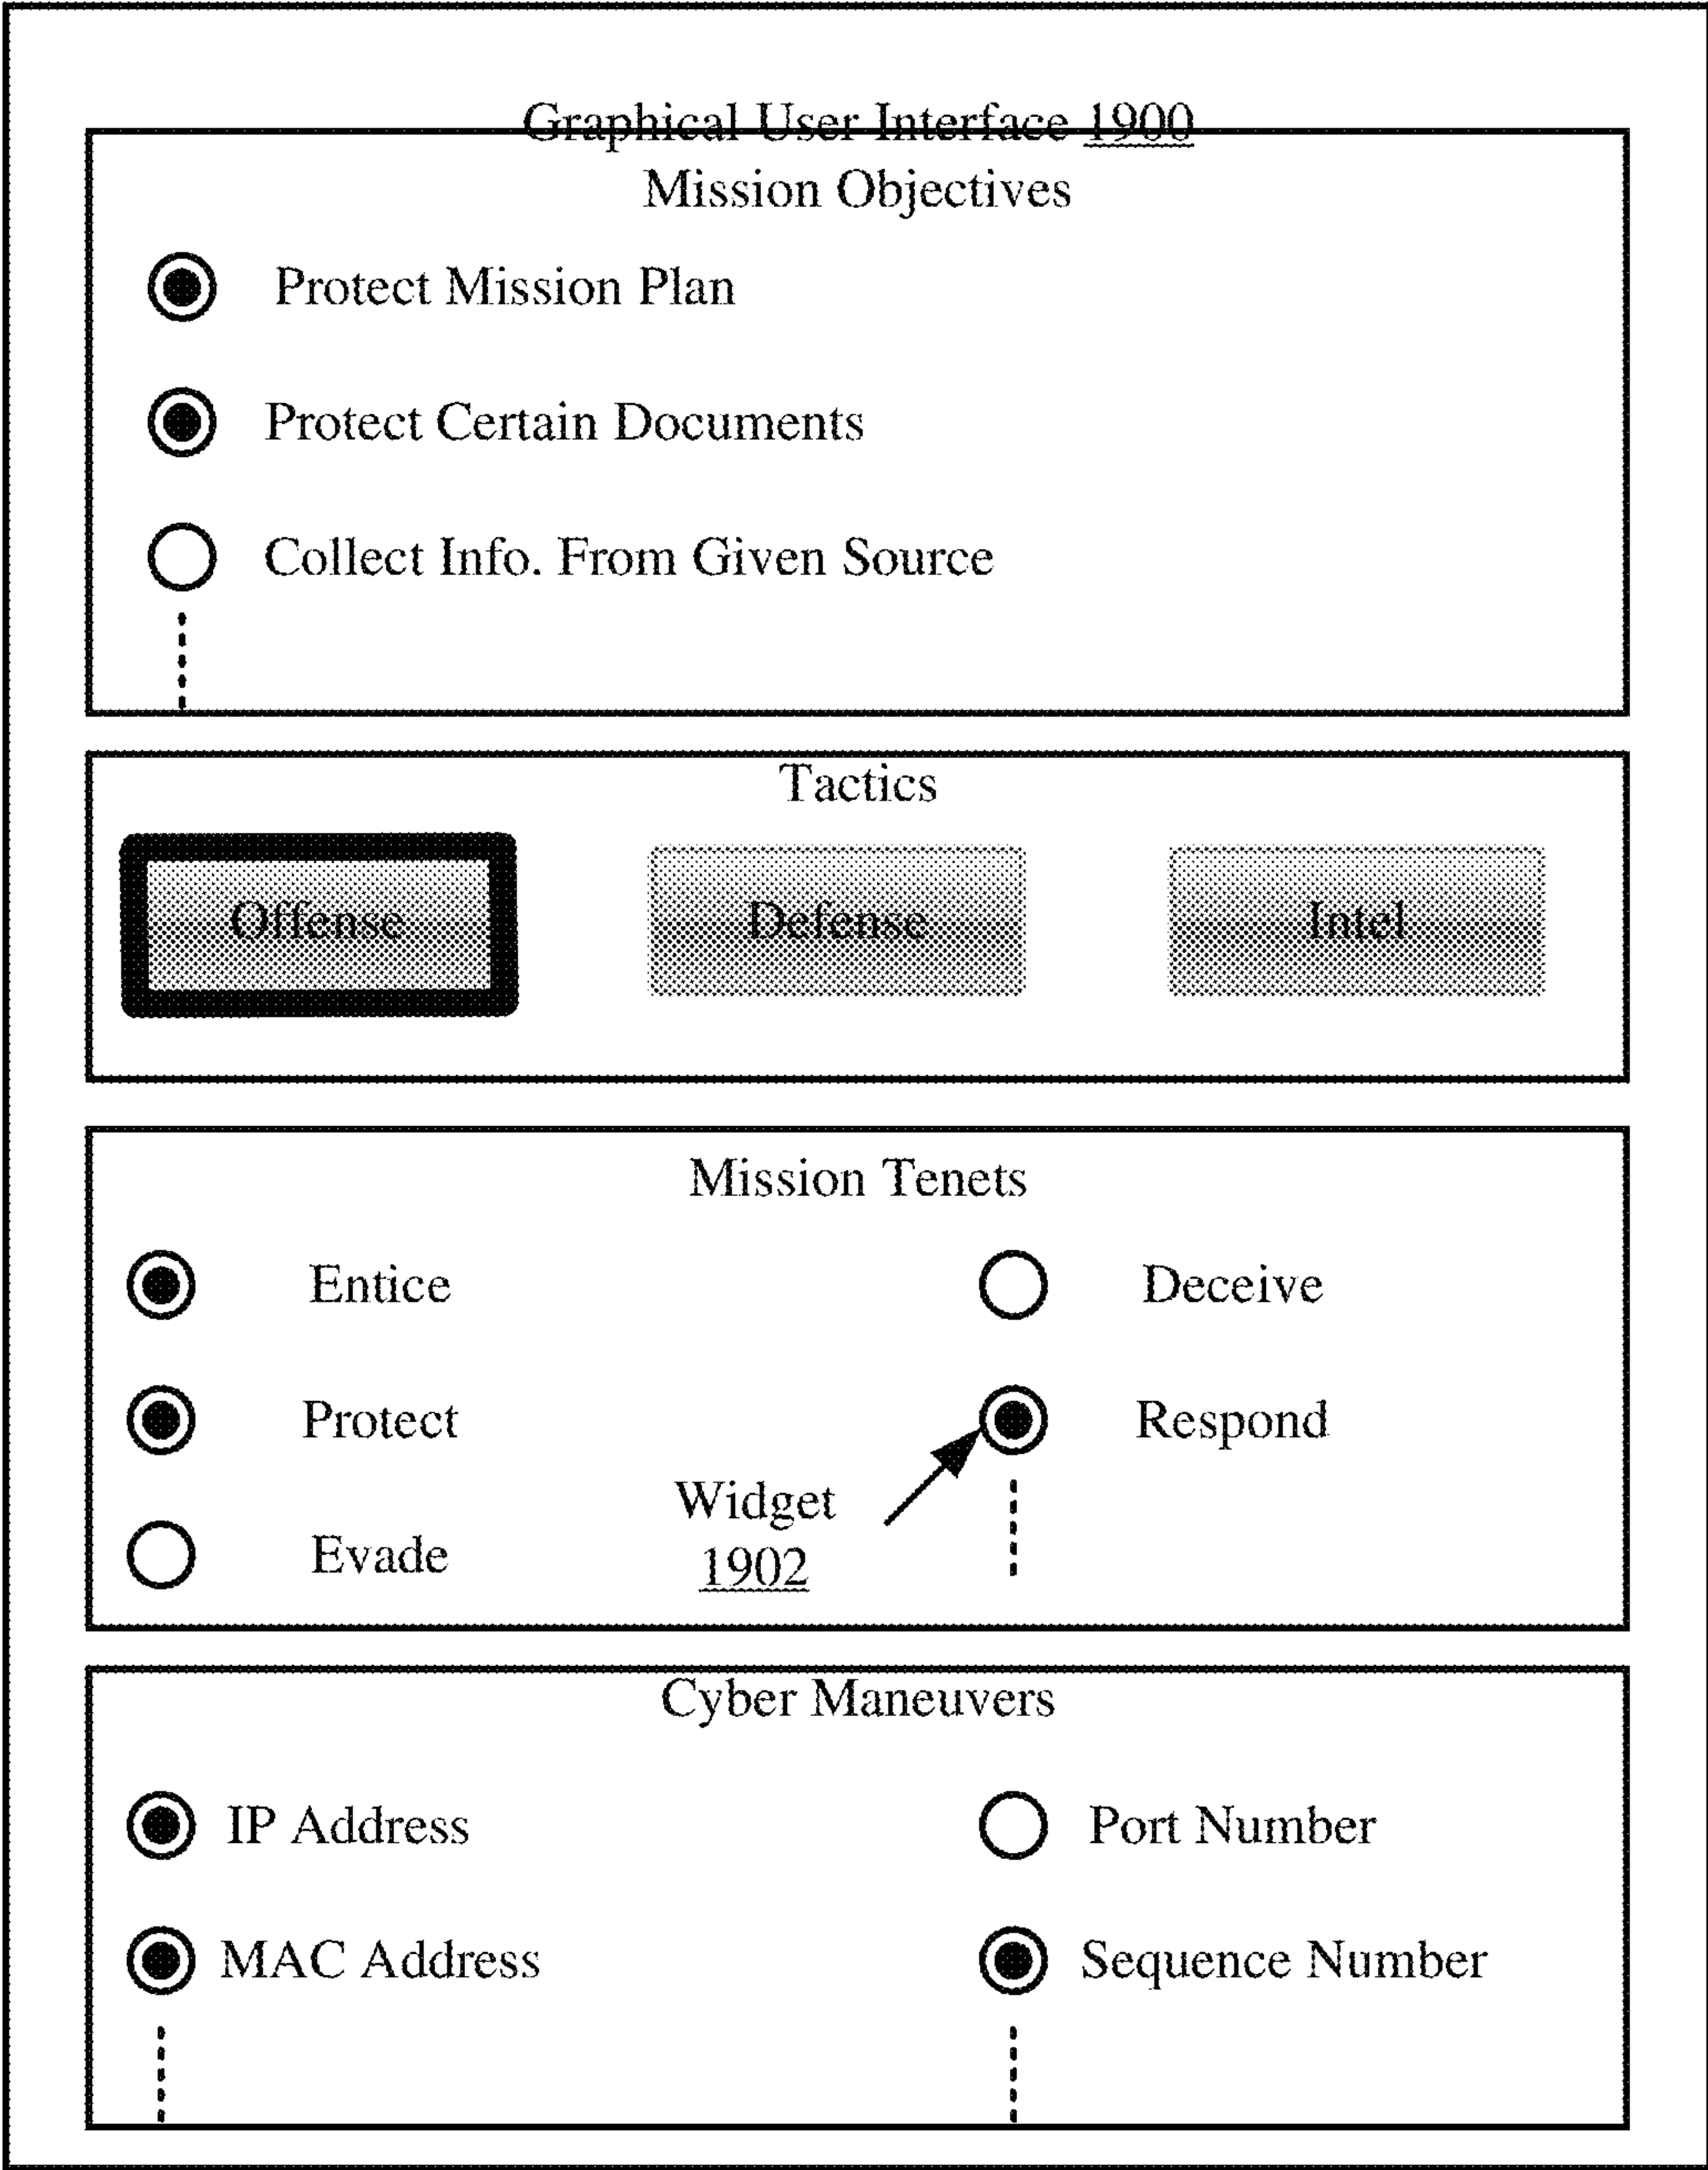 Graphical User Interface 1900
Mission Objectives
Protect Mission Plan
Protect Certain Documents
Collect Info. From Given Source
Tactics
Offense Defense Intel
Mission Tenets
Entice Deceive
Protect Respond
Widget
1902
Evade
Cyber Maneuvers
IP Address Port Number
MAC Address Sequence Number